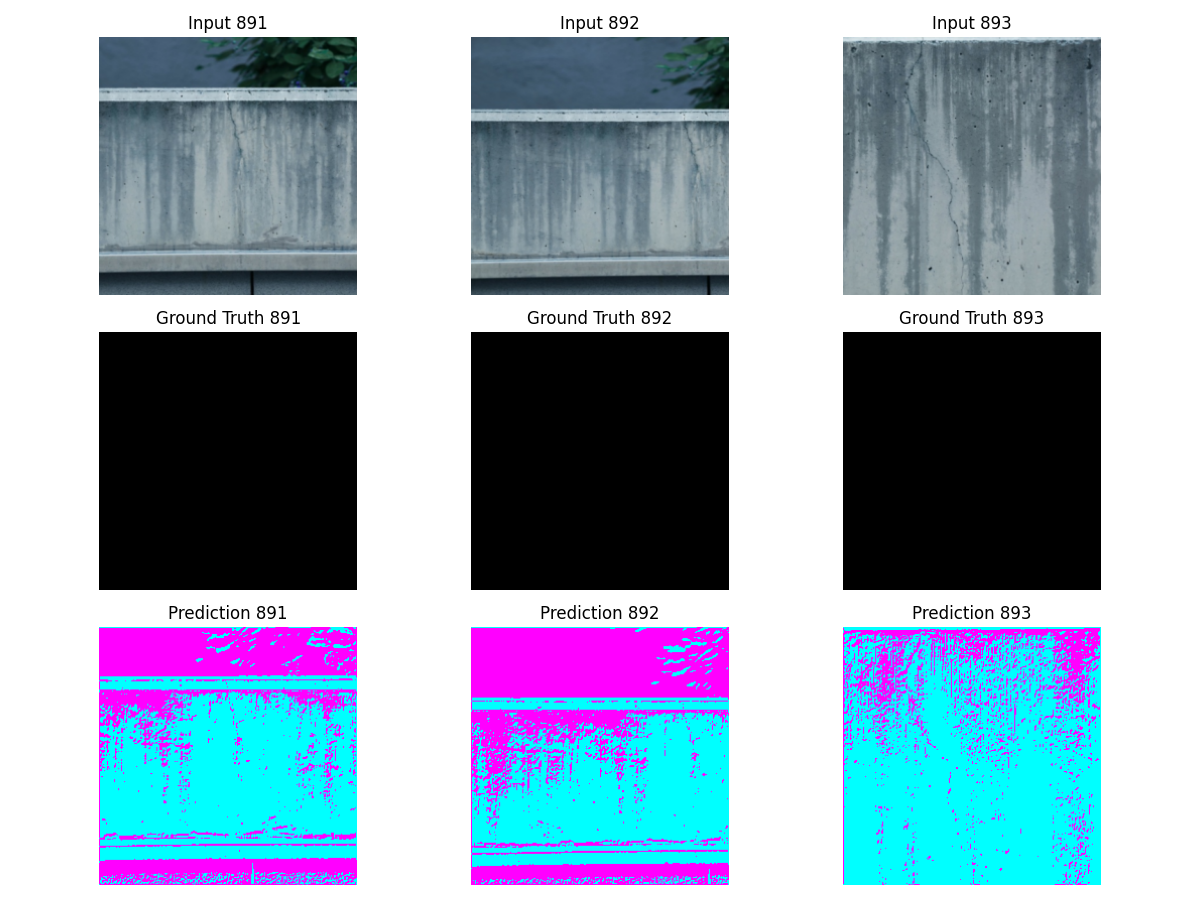 Input 891
Input 892
Input 893
Ground Truth 891
Ground Truth 892
Ground Truth 893
Prediction 891
Prediction 892
Prediction 893